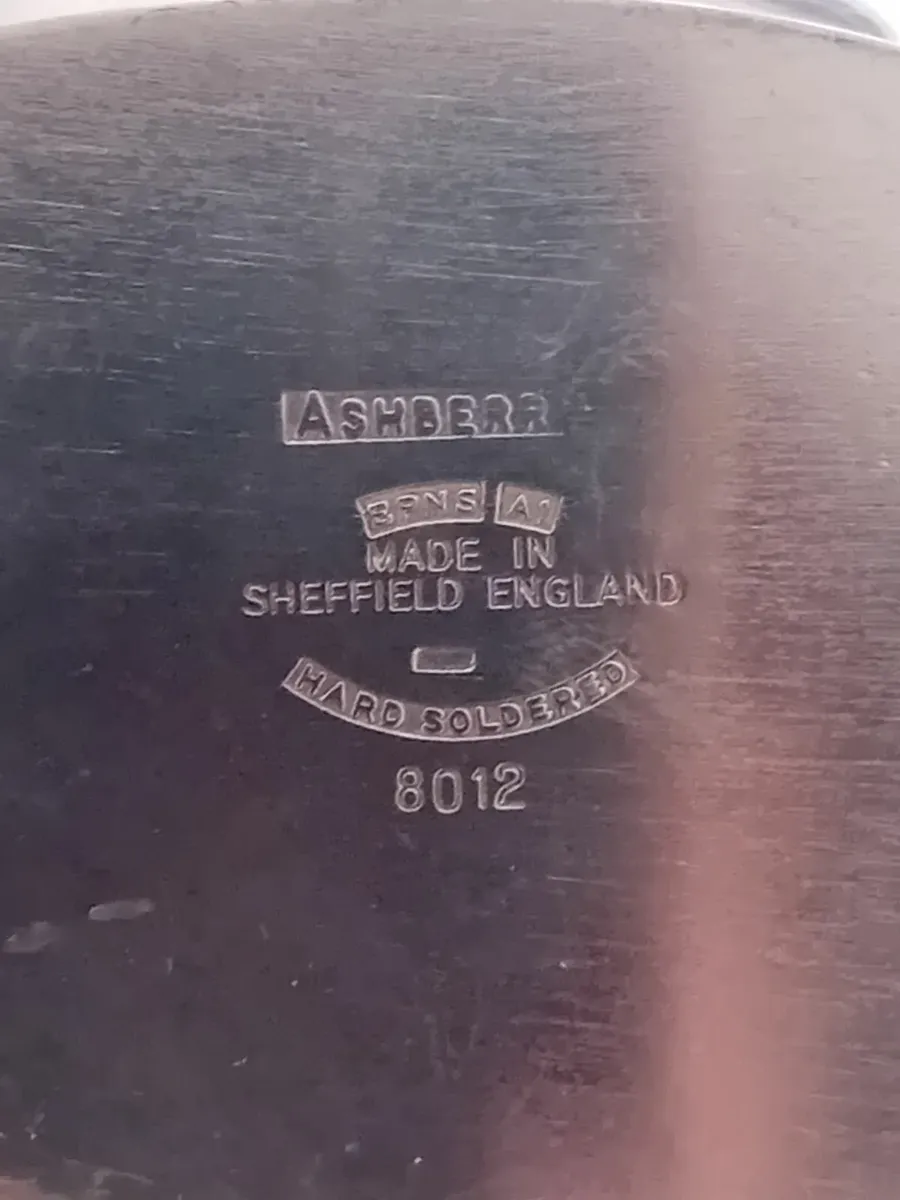 ASHBERR
EPNS A1
MADE IN
SHEFFIELD ENGLAND
HARD SOLDERED
8012